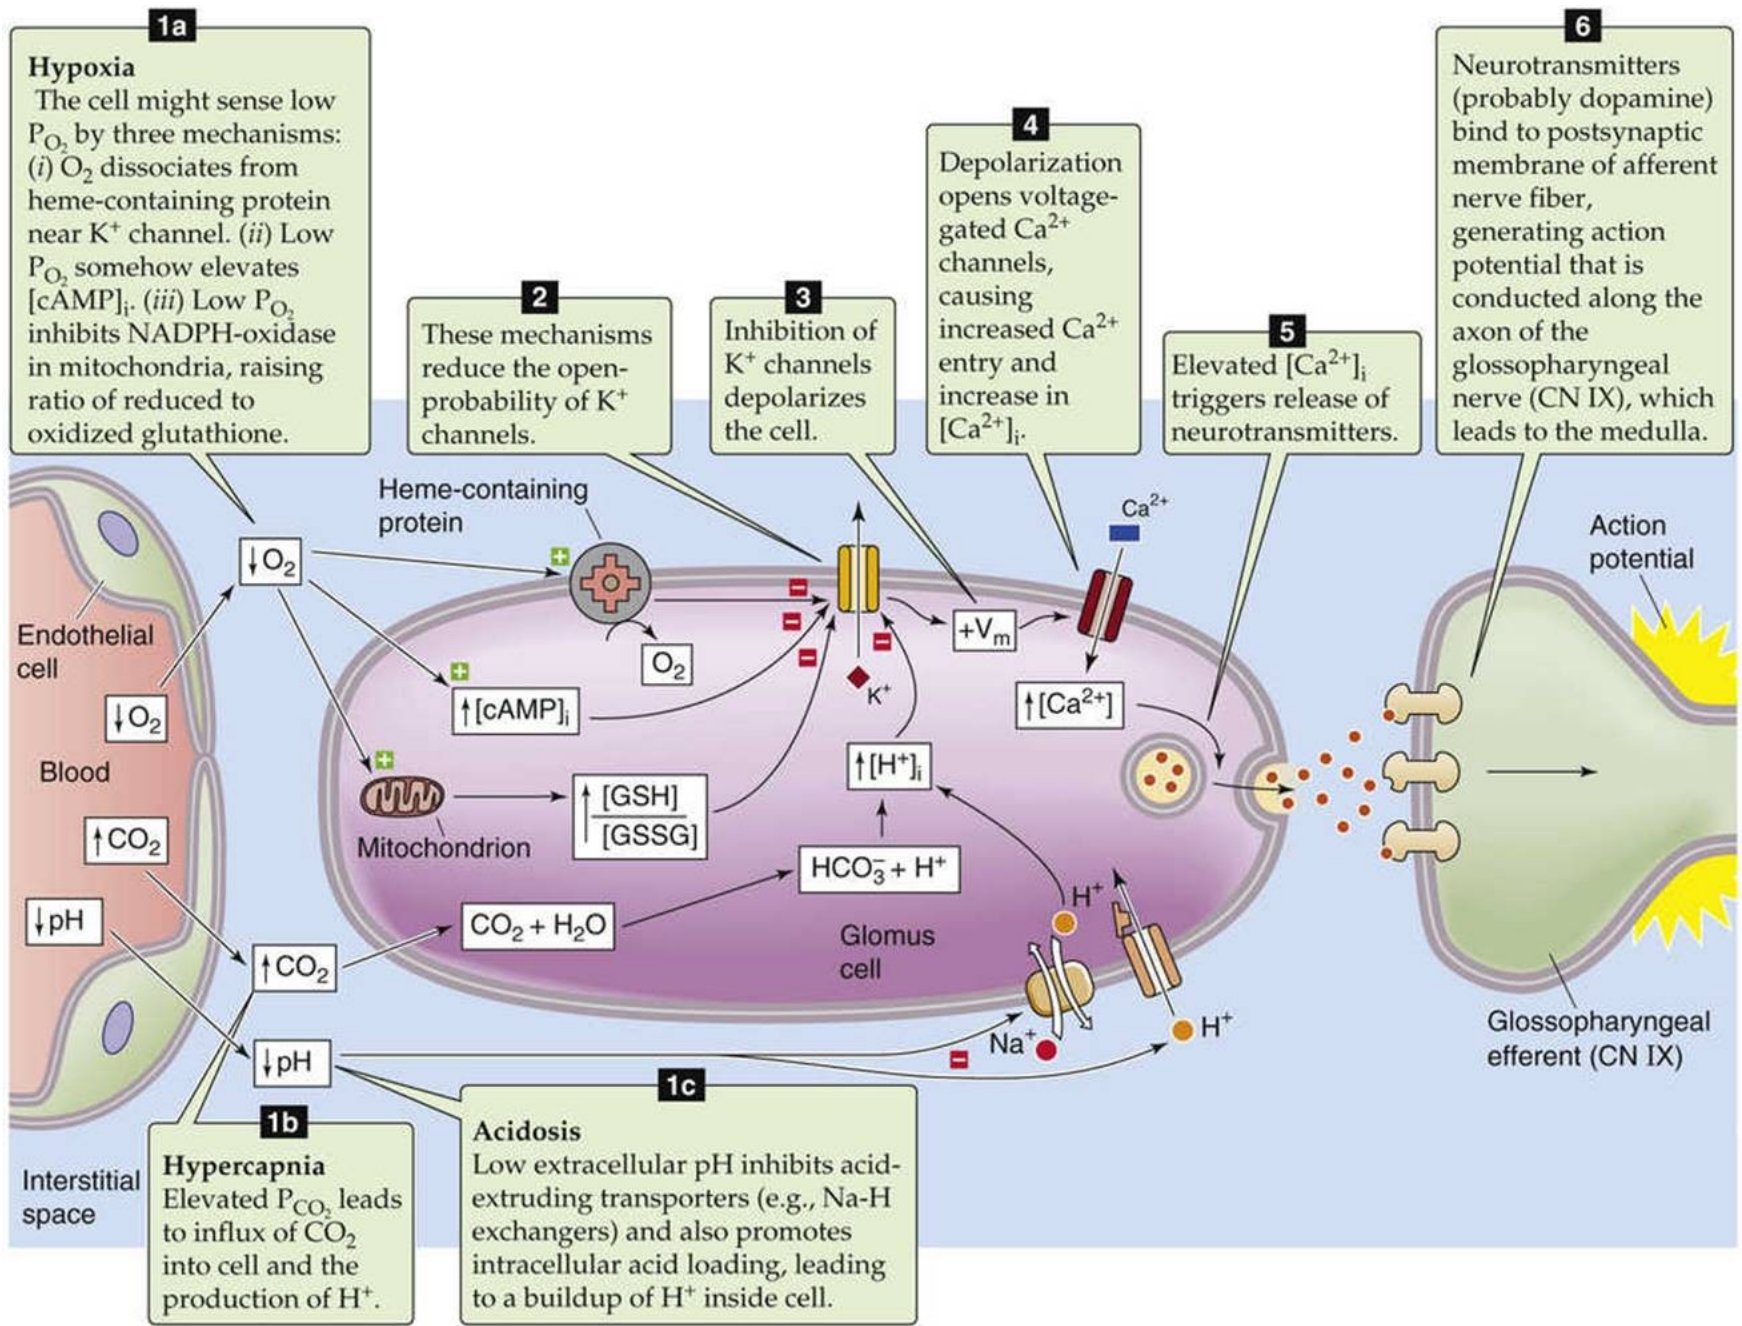 1a
Hypoxia
The cell might sense low
P_O₂ by three mechanisms:
(i) O₂ dissociates from
heme-containing protein
near K⁺ channel. (ii) Low
P_O₂ somehow elevates
[cAMP]ᵢ. (iii) Low P_O₂
inhibits NADPH-oxidase
in mitochondria, raising
ratio of reduced to
oxidized glutathione.
2
These mechanisms
reduce the open-
probability of K⁺
channels.
3
Inhibition of
K⁺ channels
depolarizes
the cell.
4
Depolarization
opens voltage-
gated Ca²⁺
channels,
causing
increased Ca²⁺
entry and
increase in
[Ca²⁺]ᵢ.
5
Elevated [Ca²⁺]ᵢ
triggers release of
neurotransmitters.
6
Neurotransmitters
(probably dopamine)
bind to postsynaptic
membrane of afferent
nerve fiber,
generating action
potential that is
conducted along the
axon of the
glossopharyngeal
nerve (CN IX), which
leads to the medulla.
Heme-containing
protein
Ca²⁺
Action
potential
↓O₂
+
−
−
−
−
+Vₘ
Endothelial
cell
O₂
K⁺
+
↑[cAMP]ᵢ
↑[Ca²⁺]
↓O₂
Blood
+
↑[H⁺]ᵢ
↑[GSH]
[GSSG]
Mitochondrion
↑CO₂
HCO₃⁻ + H⁺
↓pH
CO₂ + H₂O
H⁺
Glomus
cell
↑CO₂
Na⁺
H⁺
↓pH
−
Glossopharyngeal
efferent (CN IX)
Interstitial
space
1b
Hypercapnia
Elevated P_CO₂ leads
to influx of CO₂
into cell and the
production of H⁺.
1c
Acidosis
Low extracellular pH inhibits acid-
extruding transporters (e.g., Na-H
exchangers) and also promotes
intracellular acid loading, leading
to a buildup of H⁺ inside cell.